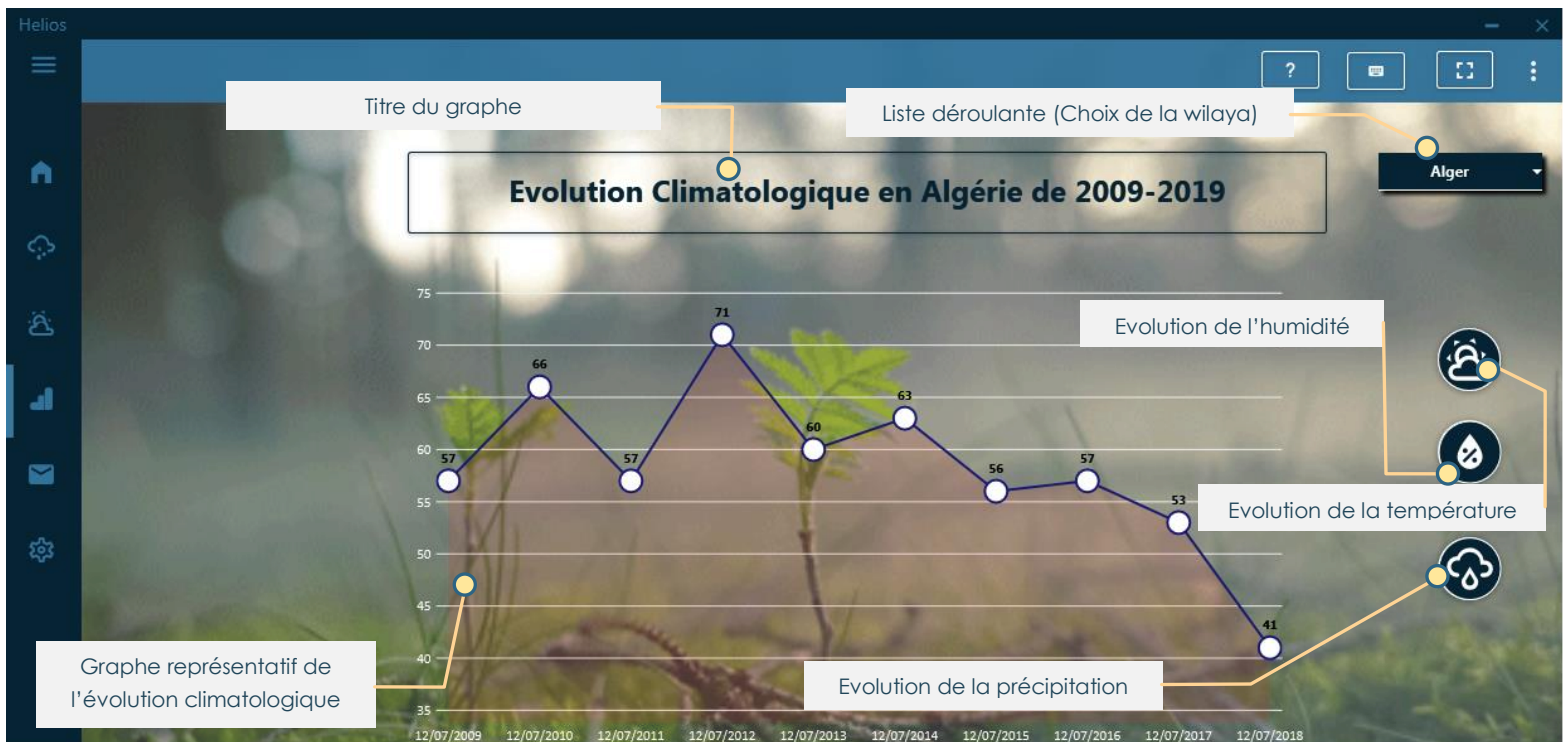 Helios
?
Titre du graphe
Liste déroulante (Choix de la wilaya)
Evolution Climatologique en Algérie de 2009-2019
Alger
75
70
65
60
55
50
45
40
35
57
66
57
71
60
63
56
57
53
41
Evolution de l'humidité
Evolution de la température
Evolution de la précipitation
Graphe représentatif de
l'évolution climatologique
12/07/2009 12/07/2010 12/07/2011 12/07/2012 12/07/2013 12/07/2014 12/07/2015 12/07/2016 12/07/2017 12/07/2018